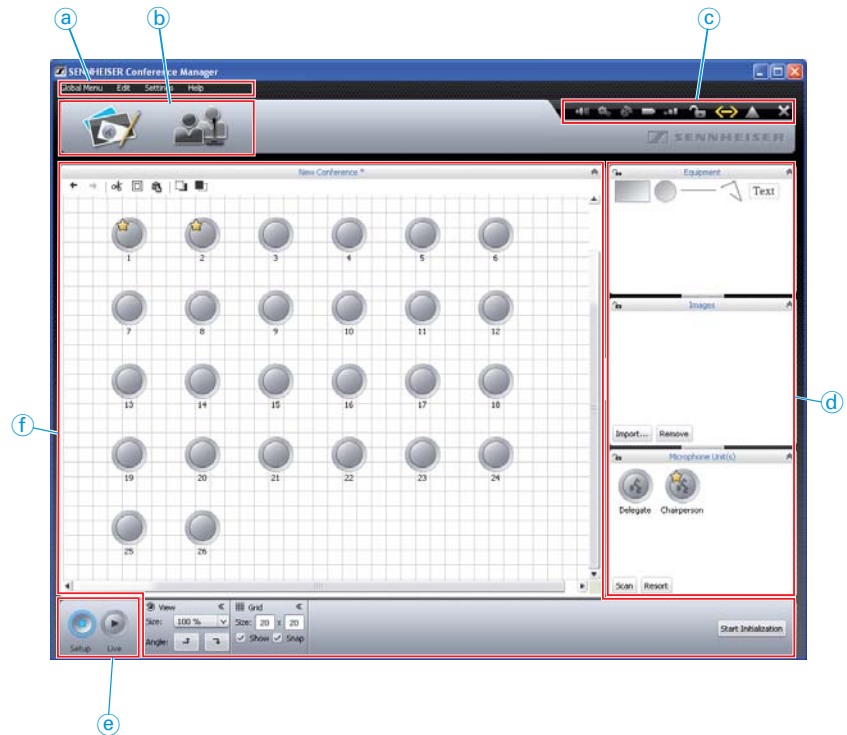 a
b
c
SENNHEISER Conference Manager
Global Menu Edit Settings Help
SENNHEISER
New Conference *
Equipment
Text
1 2 3 4 5 6
Images
7 8 9 10 11 12
13 14 15 16 17 18
d
f
Import... Remove
Microphone Unit(s)
19 20 21 22 23 24
Delegate Chairperson
25 26
Scan Resort
View
Grid
Size: 100 %
Size: 20 x 20
Angle:
Show Snap
Start Initialization
Setup Live
e